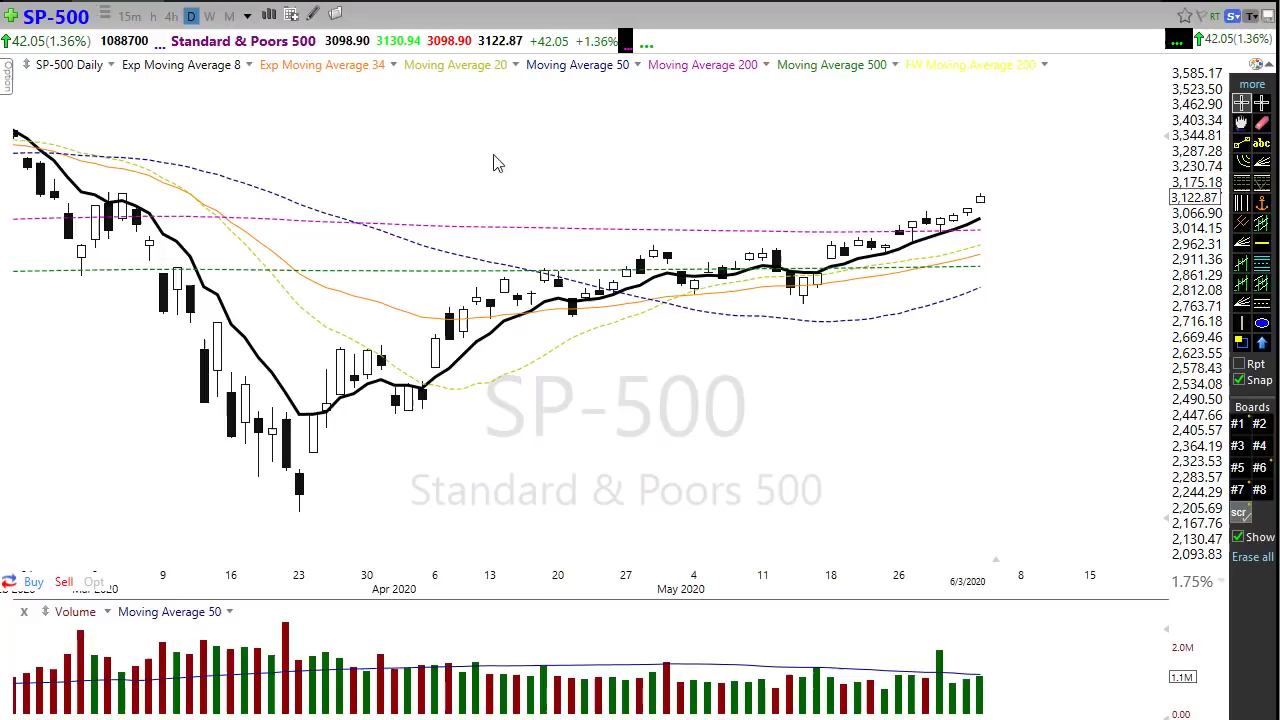 SP-500 15m h 4h D W M RT S T
42.05(1.36%) 1088700 ... Standard & Poors 500 3098.90 3130.94 3098.90 3122.87 +42.05 +1.36% ... ... ... 42.05(1.36%)
Option
SP-500 Daily Exp Moving Average 8 Exp Moving Average 34 Moving Average 20 Moving Average 50 Moving Average 200 Moving Average 500 FW Moving Average 200
3,585.17
3,523.50
3,462.90
3,403.34
3,344.81
3,287.28
3,230.74
3,175.18
3,122.87
3,066.90
3,014.15
2,962.31
2,911.36
2,861.29
2,812.08
2,763.71
2,716.18
2,669.46
2,623.55
2,578.43
2,534.08
2,490.50
2,447.66
2,405.57
2,364.19
2,323.53
2,283.57
2,244.29
2,205.69
2,167.76
2,130.47
2,093.83
1.75%
more
abc
Rpt
Snap
Boards
#1 #2
#3 #4
#5 #6
#7 #8
scr
Show
Erase all
SP-500
Standard & Poors 500
9 16 23 30 6 13 20 27 4 11 18 26 6/3/2020 8 15
Buy Sell Opt
2020 Apr 2020 May 2020
x Volume Moving Average 50
2.0M
1.1M
0.00